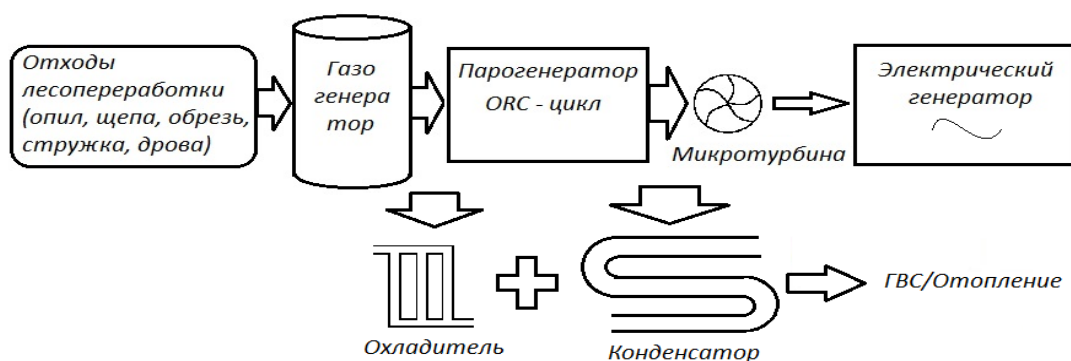 Отходы
лесопереработки
(опил, щепа, обрезь,
стружка, дрова)
Газо
генера
тор
Парогенератор
ORC - цикл
Микротурбина
Электрический
генератор
Охладитель
Конденсатор
ГВС/Отопление